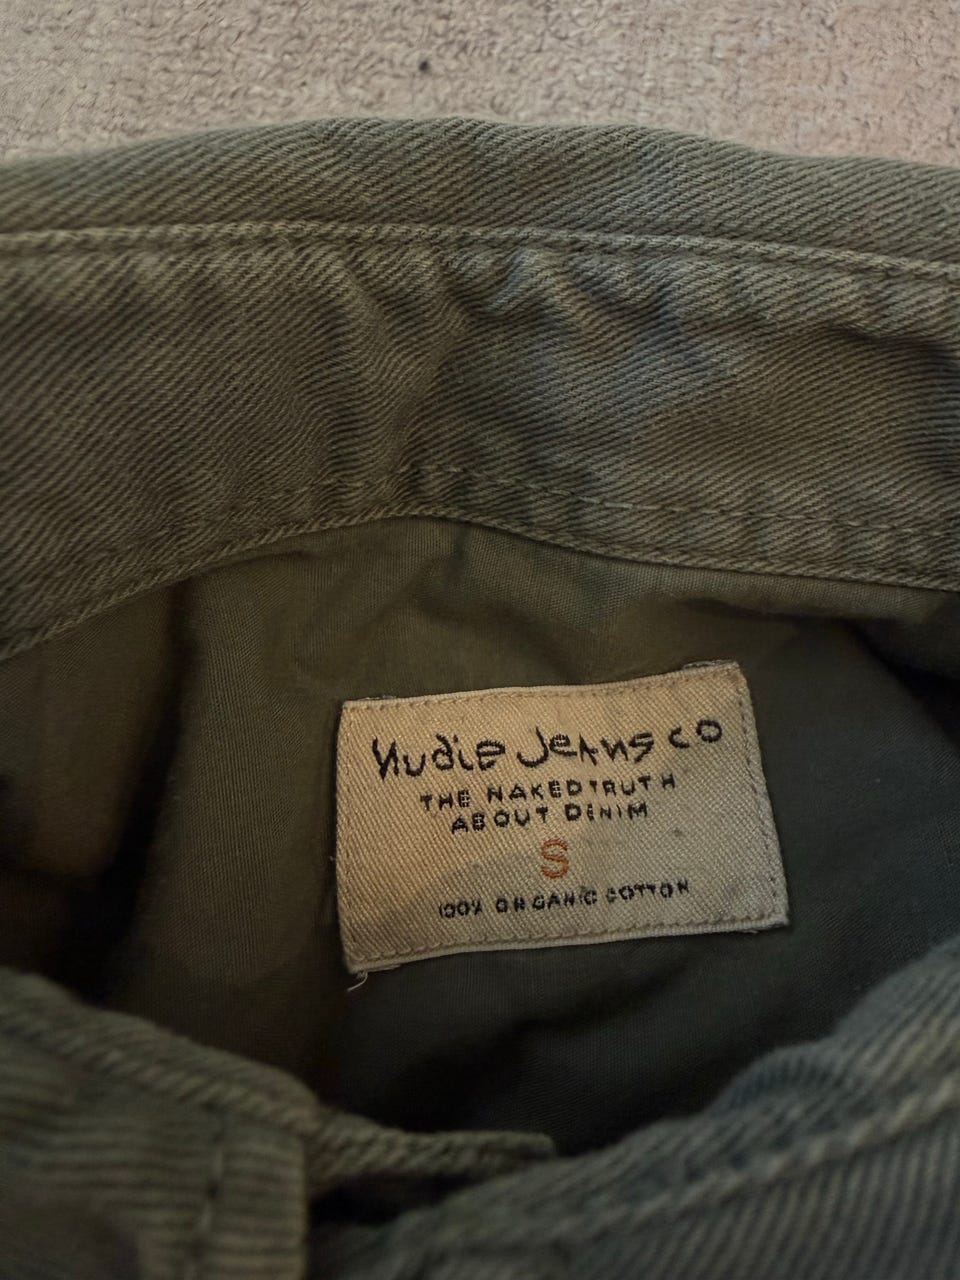 Nudie Jeans co
THE NAKED TRUTH
ABOUT DENIM
S
100% ORGANIC COTTON